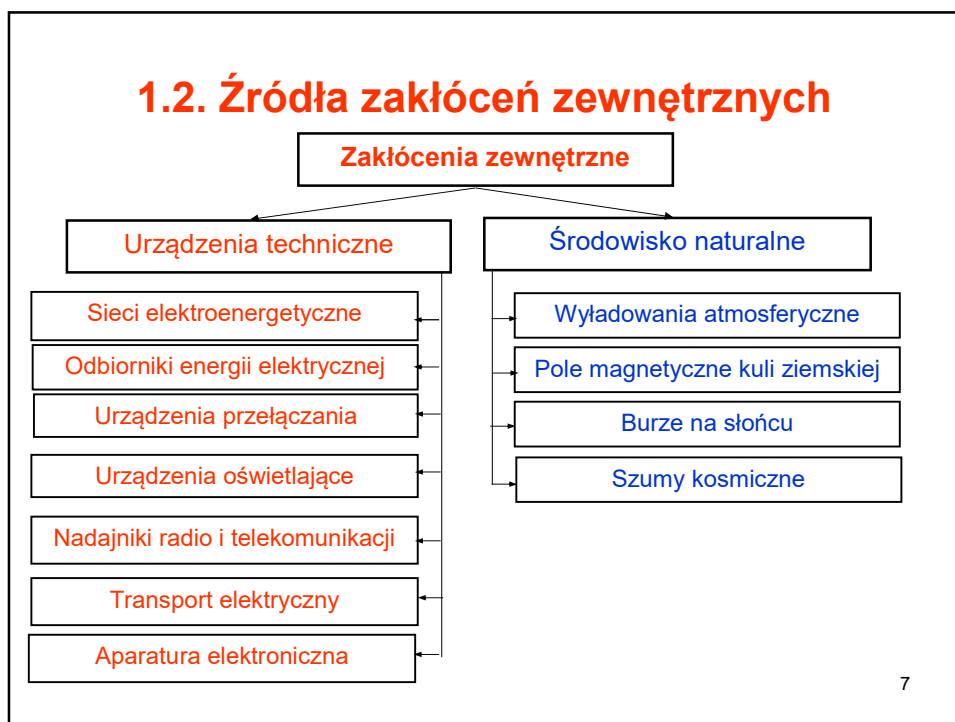 1.2. Źródła zakłóceń zewnętrznych
Zakłócenia zewnętrzne
Urządzenia techniczne
Sieci elektroenergetyczne
Odbiorniki energii elektrycznej
Urządzenia przełączania
Urządzenia oświetlające
Nadajniki radio i telekomunikacji
Transport elektryczny
Aparatura elektroniczna
Środowisko naturalne
Wyładowania atmosferyczne
Pole magnetyczne kuli ziemskiej
Burze na słońcu
Szumy kosmiczne
7